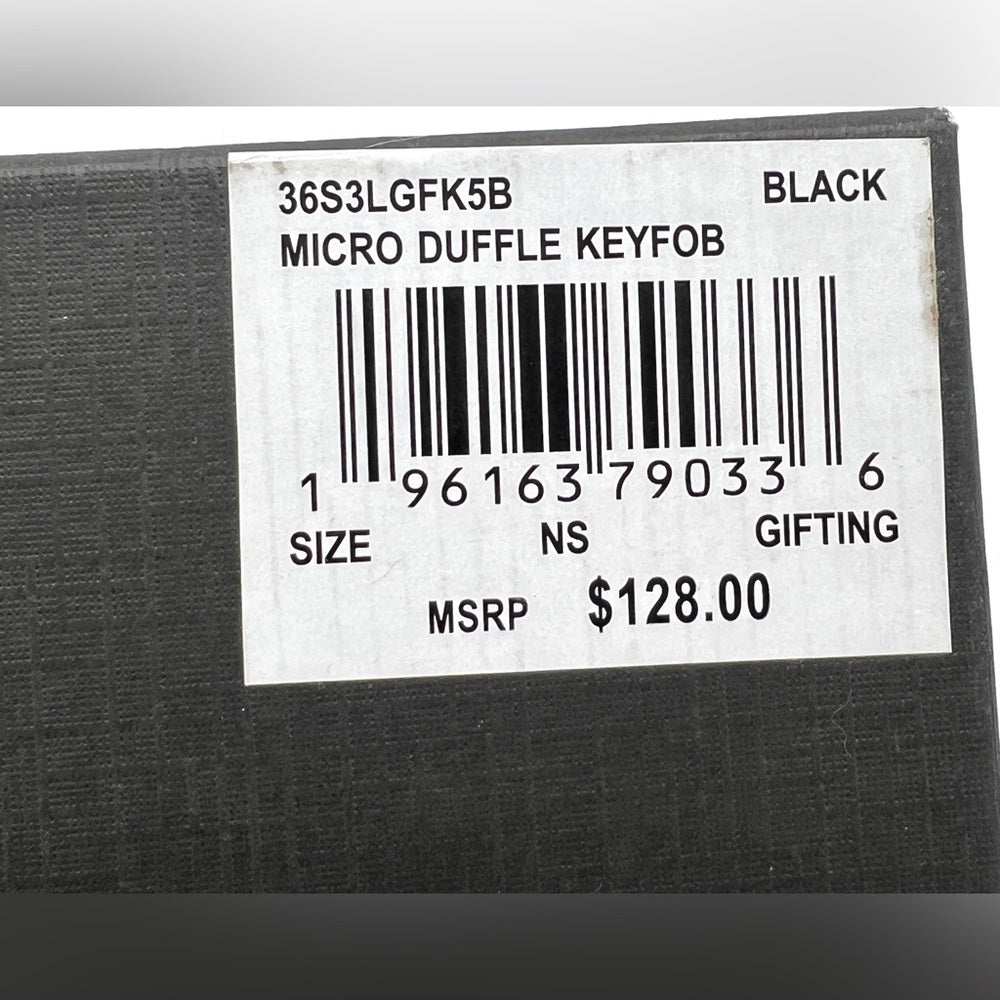 36S3LGFK5B BLACK
MICRO DUFFLE KEYFOB
1 96163 79033 6
SIZE NS GIFTING
MSRP $128.00